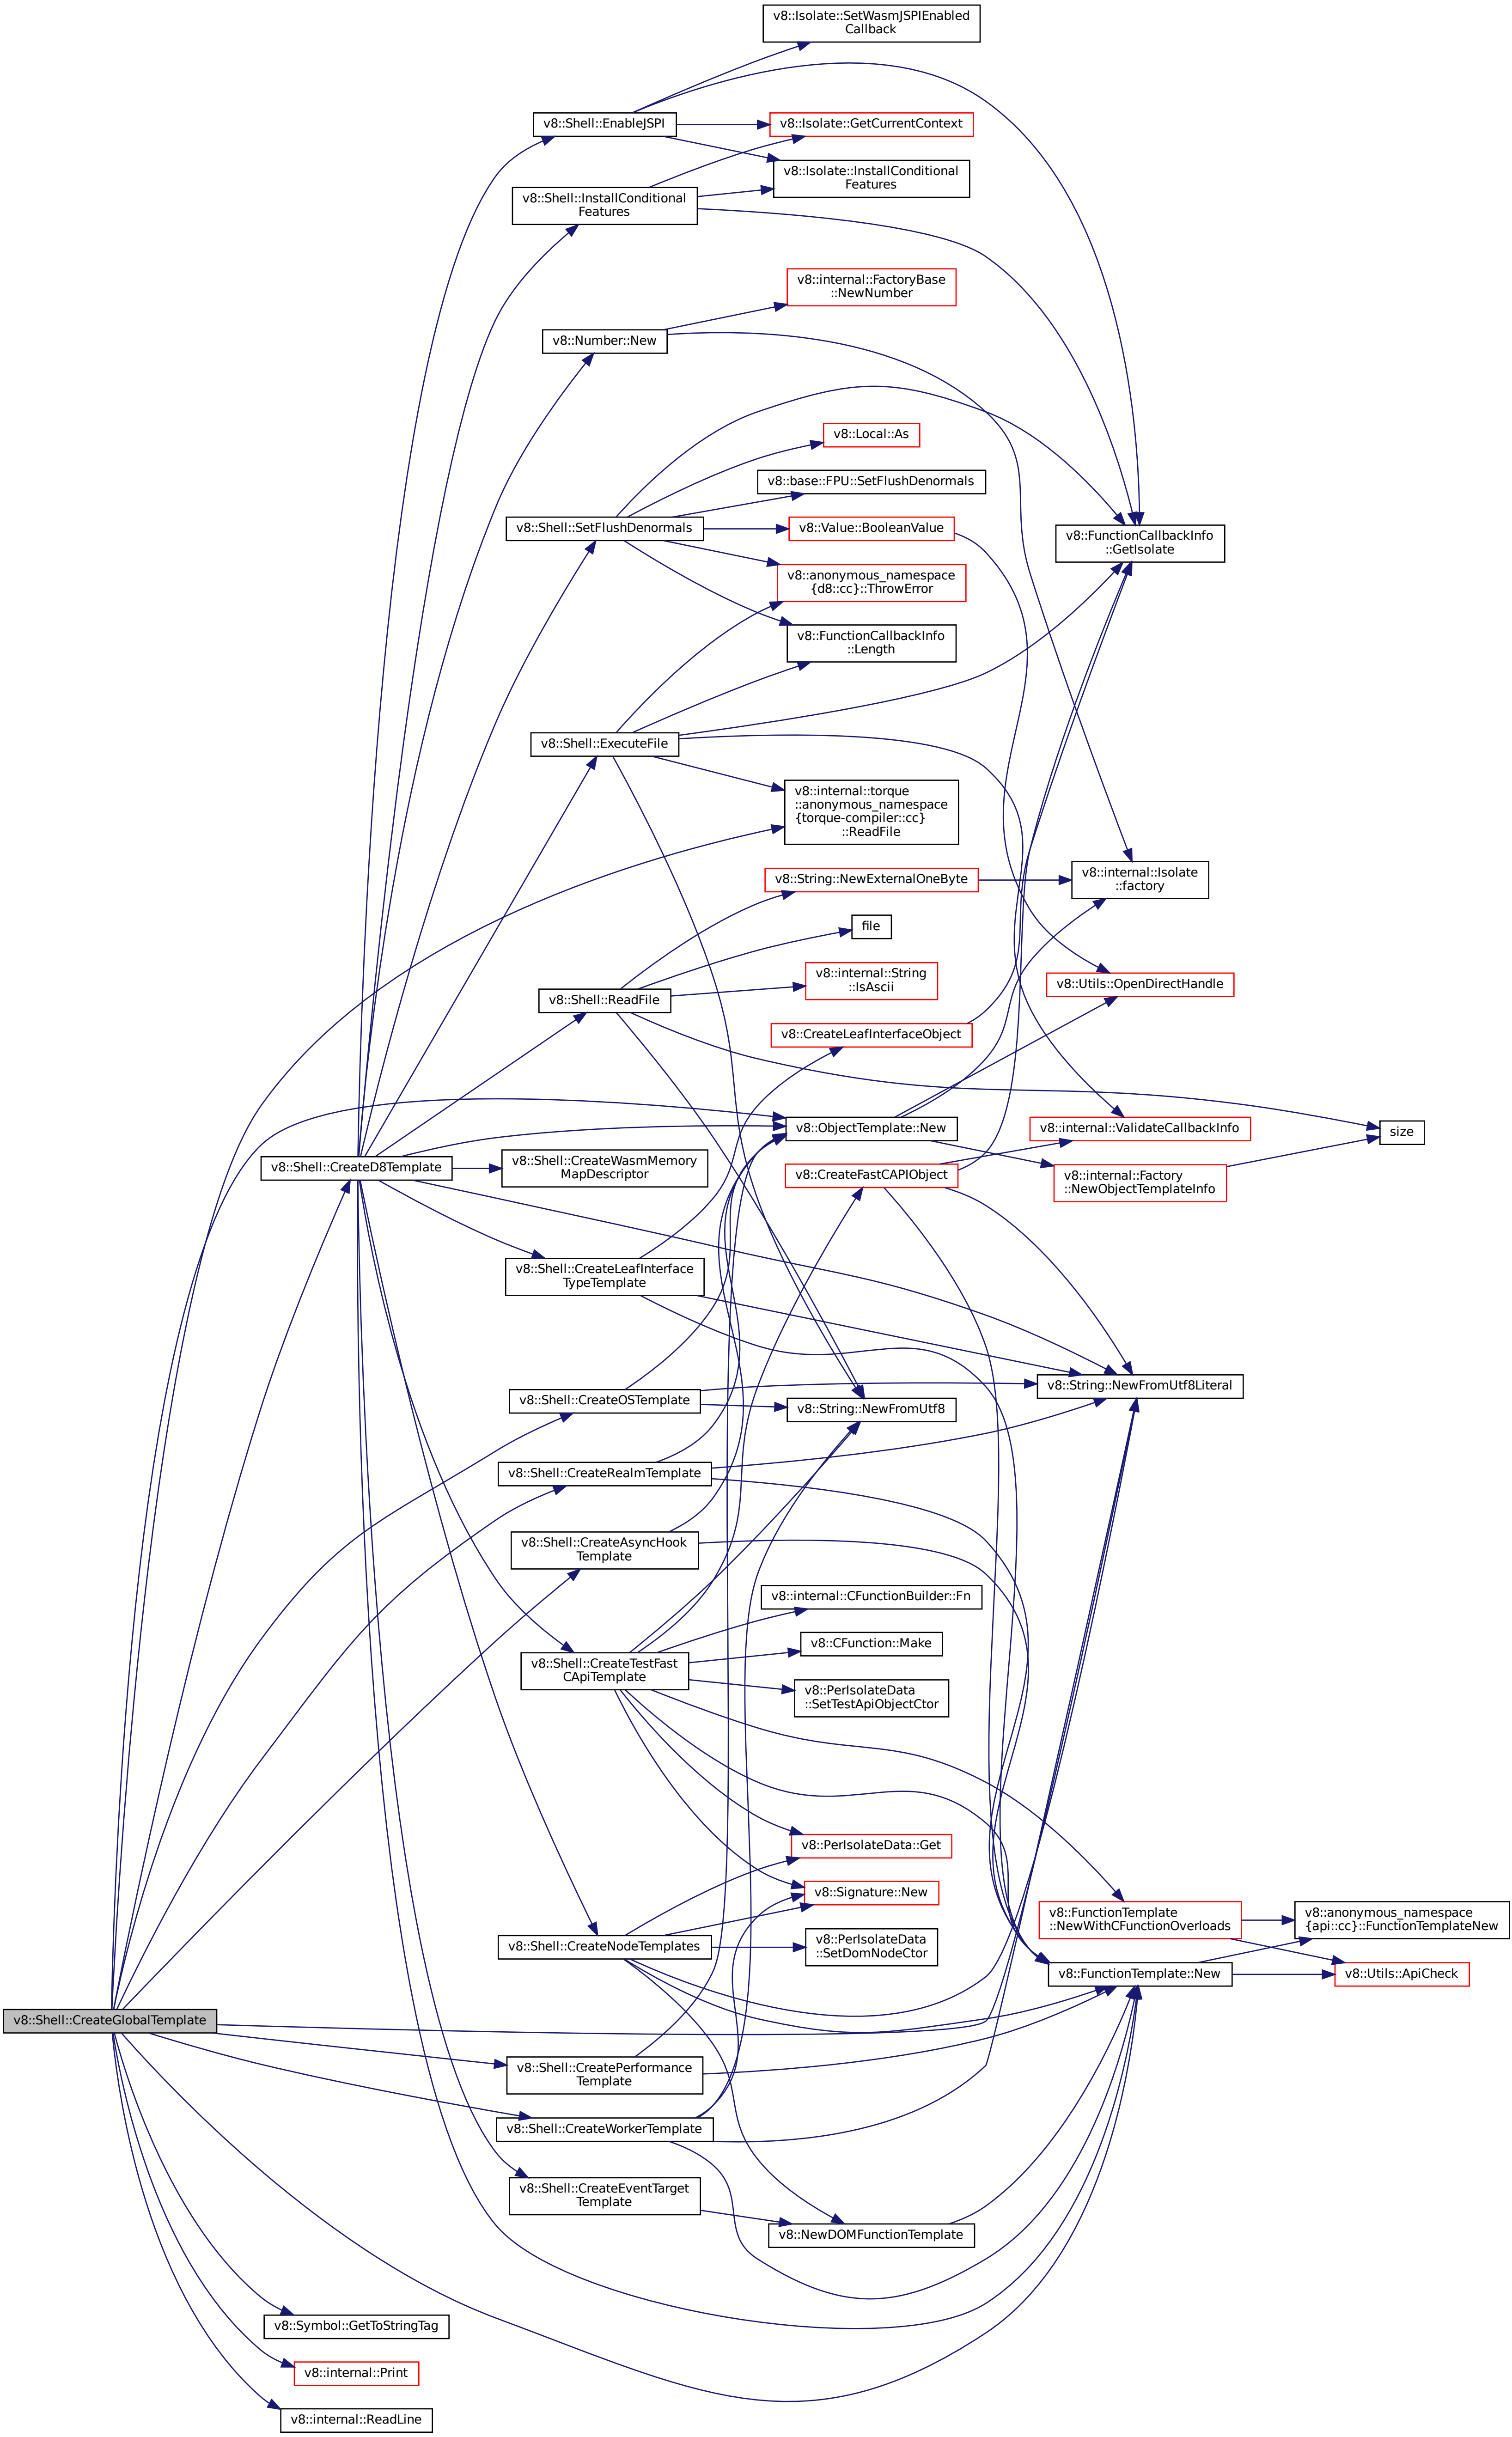 v8::Isolate::SetWasmJSPIEnabled
Callback
v8::Shell::EnableJSPI
v8::Isolate::GetCurrentContext
v8::Isolate::InstallConditional
Features
v8::Shell::InstallConditional
Features
v8::internal::FactoryBase
::NewNumber
v8::Number::New
v8::Local::As
v8::base::FPU::SetFlushDenormals
v8::Shell::SetFlushDenormals
v8::Value::BooleanValue
v8::FunctionCallbackInfo
::GetIsolate
v8::anonymous_namespace
{d8::cc}::ThrowError
v8::FunctionCallbackInfo
::Length
v8::Shell::ExecuteFile
v8::internal::torque
::anonymous_namespace
{torque-compiler::cc}
::ReadFile
v8::String::NewExternalOneByte
v8::internal::Isolate
::factory
file
v8::internal::String
::IsAscii
v8::Utils::OpenDirectHandle
v8::Shell::ReadFile
v8::CreateLeafInterfaceObject
v8::ObjectTemplate::New
v8::internal::ValidateCallbackInfo
size
v8::Shell::CreateD8Template
v8::Shell::CreateWasmMemory
MapDescriptor
v8::CreateFastCAPIObject
v8::internal::Factory
::NewObjectTemplateInfo
v8::Shell::CreateLeafInterface
TypeTemplate
v8::String::NewFromUtf8Literal
v8::Shell::CreateOSTemplate
v8::String::NewFromUtf8
v8::Shell::CreateRealmTemplate
v8::Shell::CreateAsyncHook
Template
v8::internal::CFunctionBuilder::Fn
v8::CFunction::Make
v8::Shell::CreateTestFast
CApiTemplate
v8::PerIsolateData
::SetTestApiObjectCtor
v8::PerIsolateData::Get
v8::Signature::New
v8::FunctionTemplate
::NewWithCFunctionOverloads
v8::anonymous_namespace
{api::cc}::FunctionTemplateNew
v8::Shell::CreateNodeTemplates
v8::PerIsolateData
::SetDomNodeCtor
v8::FunctionTemplate::New
v8::Utils::ApiCheck
v8::Shell::CreateGlobalTemplate
v8::Shell::CreatePerformance
Template
v8::Shell::CreateWorkerTemplate
v8::Shell::CreateEventTarget
Template
v8::NewDOMFunctionTemplate
v8::Symbol::GetToStringTag
v8::internal::Print
v8::internal::ReadLine